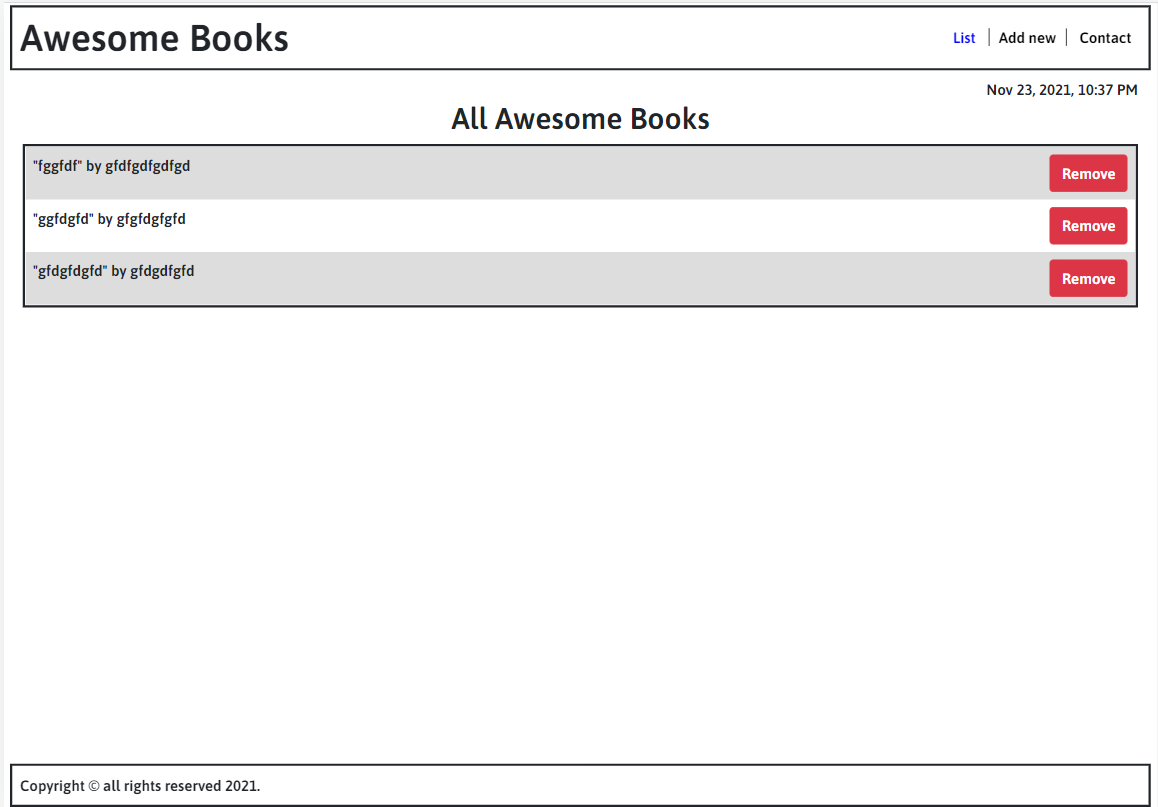 Awesome Books
List | Add new | Contact
Nov 23, 2021, 10:37 PM
All Awesome Books
"fggfdf" by gfdfgdfgdfgd
Remove
"ggfdgfd" by gfgfdgfgfd
Remove
"gfdgfdgfd" by gfdgdfgfd
Remove
Copyright © all rights reserved 2021.